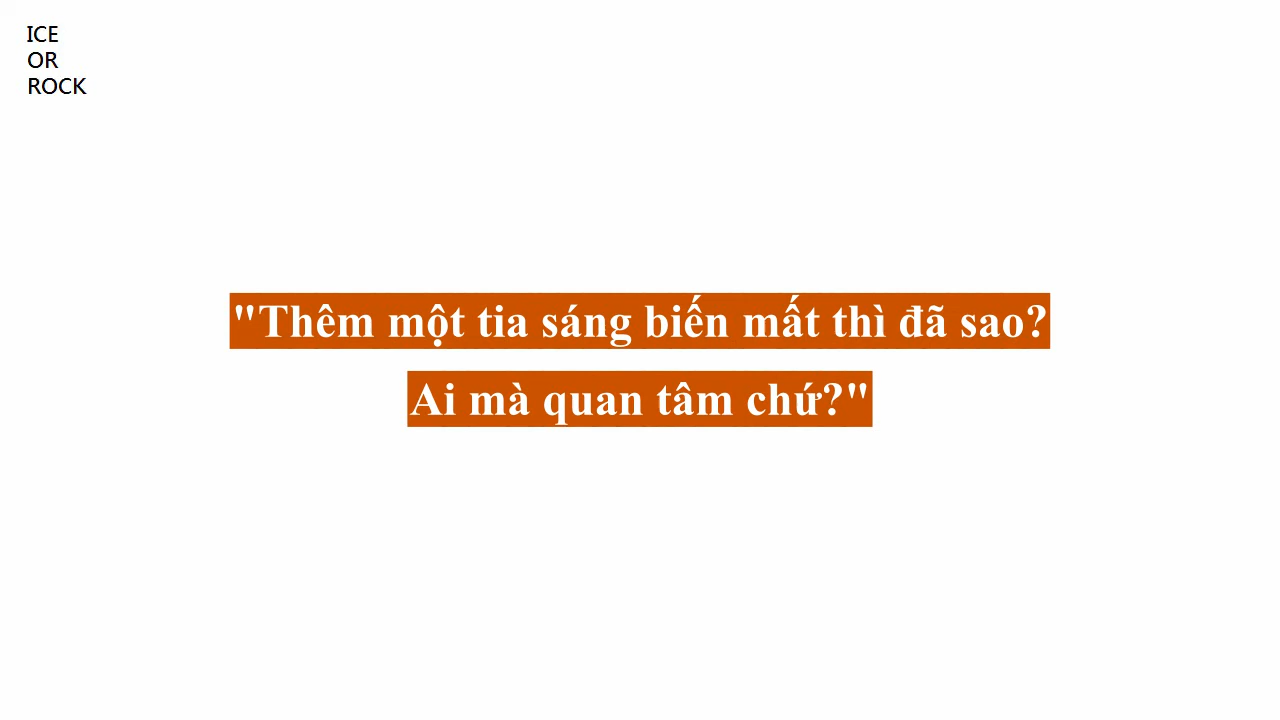 ICE
OR
ROCK
"Thêm một tia sáng biến mất thì đã sao?
Ai mà quan tâm chứ?"